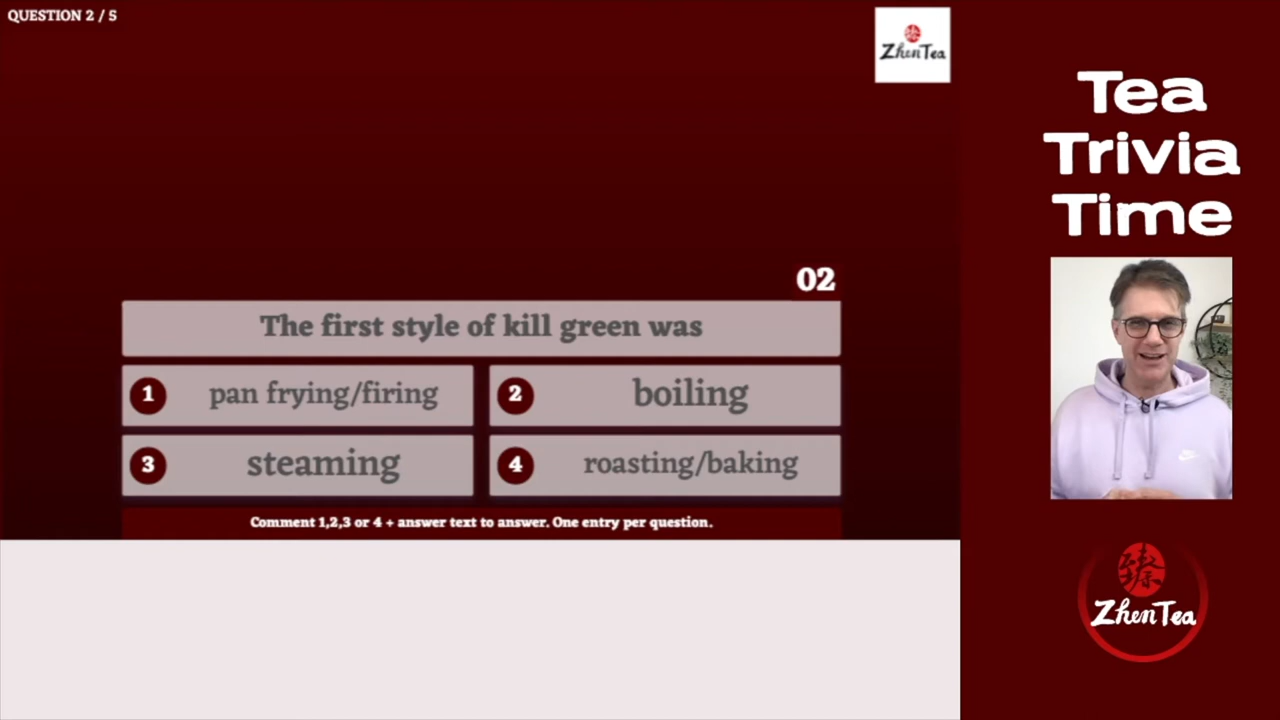 QUESTION 2 / 5
ZhenTea
02
The first style of kill green was
1 pan frying/firing
2 boiling
3 steaming
4 roasting/baking
Comment 1,2,3 or 4 + answer text to answer. One entry per question.
Tea
Trivia
Time
臻
ZhenTea